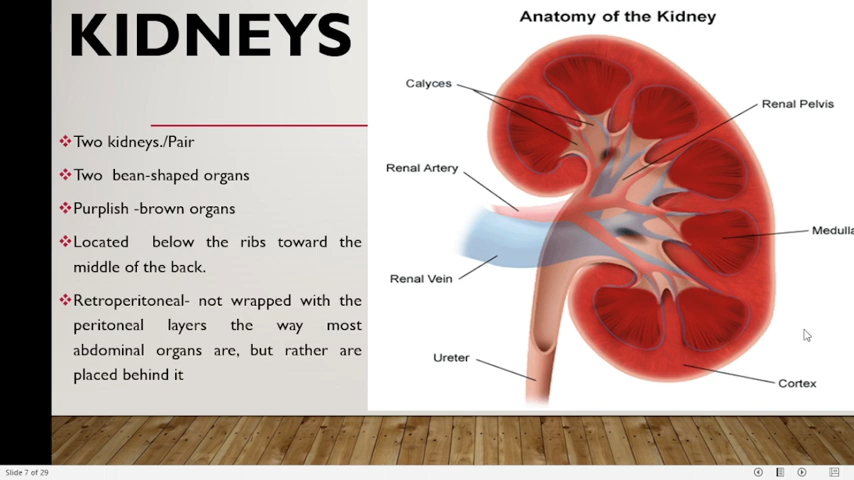 KIDNEYS
❖Two kidneys./Pair
❖Two bean-shaped organs
❖Purplish -brown organs
❖Located below the ribs toward the
middle of the back.
❖Retroperitoneal- not wrapped with the
peritoneal layers the way most
abdominal organs are, but rather are
placed behind it
Anatomy of the Kidney
Calyces
Renal Pelvis
Renal Artery
Medulla
Renal Vein
Ureter
Cortex
Slide 7 of 29